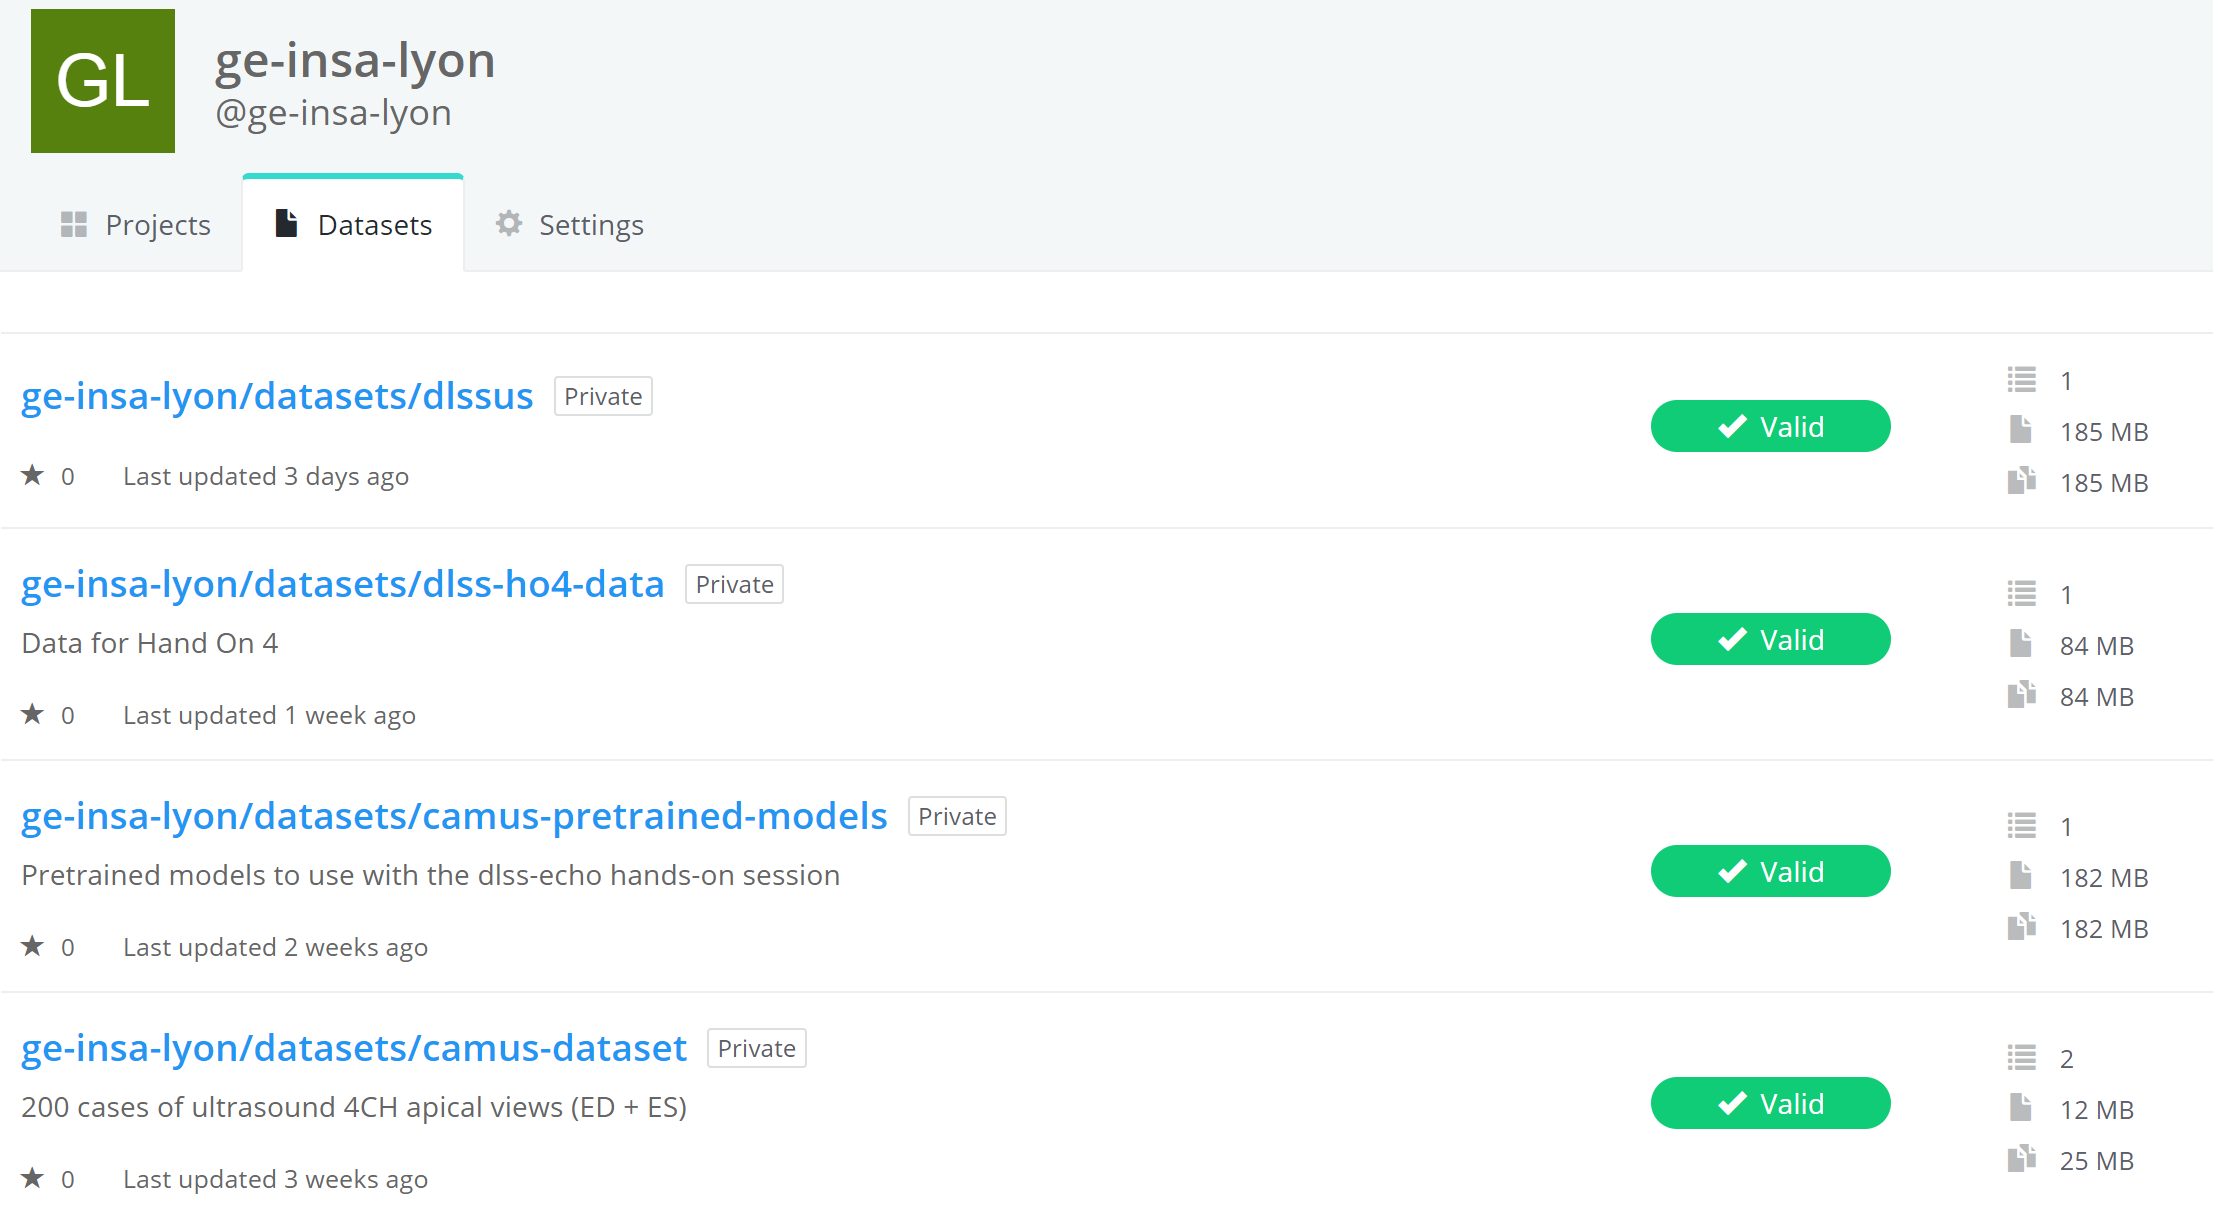 GL
ge-insa-lyon
@ge-insa-lyon
Projects Datasets Settings
ge-insa-lyon/datasets/dlssus Private
0 Last updated 3 days ago
Valid
1
185 MB
185 MB
ge-insa-lyon/datasets/dlss-ho4-data Private
Data for Hand On 4
0 Last updated 1 week ago
Valid
1
84 MB
84 MB
ge-insa-lyon/datasets/camus-pretrained-models Private
Pretrained models to use with the dlss-echo hands-on session
0 Last updated 2 weeks ago
Valid
1
182 MB
182 MB
ge-insa-lyon/datasets/camus-dataset Private
200 cases of ultrasound 4CH apical views (ED + ES)
0 Last updated 3 weeks ago
Valid
2
12 MB
25 MB